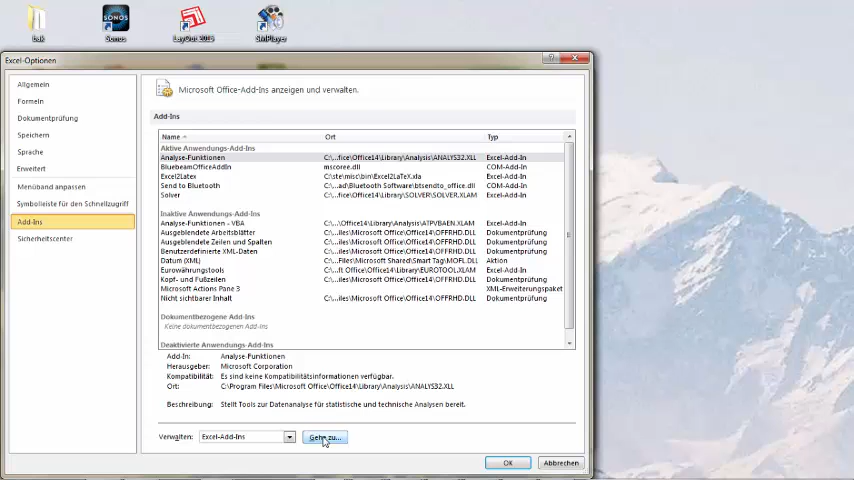 bak
SONOS
Sonos
LayOut 2013
ShiPlayer
Excel-Optionen
Allgemein
Formeln
Dokumentprüfung
Speichern
Sprache
Erweitert
Menüband anpassen
Symbolleiste für den Schnellzugriff
Add-Ins
Sicherheitscenter
Microsoft Office-Add-Ins anzeigen und verwalten.
Add-Ins
Name Ort Typ
Aktive Anwendungs-Add-Ins
Analyse-Funktionen C:\...fice\Office14\Library\Analysis\ANALYS32.XLL Excel-Add-In
BluebeamOfficeAddIn mscoree.dll COM-Add-In
Excel2Latex C:\ste\misc\bin\Excel2LaTeX.xla Excel-Add-In
Send to Bluetooth C:\...ad\Bluetooth Software\btsendto_office.dll COM-Add-In
Solver C:\...ice\Office14\Library\SOLVER\SOLVER.XLAM Excel-Add-In
Inaktive Anwendungs-Add-Ins
Analyse-Funktionen - VBA C:\...\Office14\Library\Analysis\ATPVBAEN.XLAM Excel-Add-In
Ausgeblendete Arbeitsblätter C:\...iles\Microsoft Office\Office14\OFFRHD.DLL Dokumentprüfung
Ausgeblendete Zeilen und Spalten C:\...iles\Microsoft Office\Office14\OFFRHD.DLL Dokumentprüfung
Benutzerdefinierte XML-Daten C:\...iles\Microsoft Office\Office14\OFFRHD.DLL Dokumentprüfung
Datum (XML) C:\...Files\Microsoft Shared\Smart Tag\MOFL.DLL Aktion
Eurowährungstools C:\...ft Office\Office14\Library\EUROTOOL.XLAM Excel-Add-In
Kopf- und Fußzeilen C:\...iles\Microsoft Office\Office14\OFFRHD.DLL Dokumentprüfung
Microsoft Actions Pane 3 XML-Erweiterungspaket
Nicht sichtbarer Inhalt C:\...iles\Microsoft Office\Office14\OFFRHD.DLL Dokumentprüfung
Dokumentbezogene Add-Ins
Keine dokumentbezogenen Add-Ins
Deaktivierte Anwendungs-Add-Ins
Add-In: Analyse-Funktionen
Herausgeber: Microsoft Corporation
Kompatibilität: Es sind keine Kompatibilitätsinformationen verfügbar.
Ort: C:\Program Files\Microsoft Office\Office14\Library\Analysis\ANALYS32.XLL
Beschreibung: Stellt Tools zur Datenanalyse für statistische und technische Analysen bereit.
Verwalten: Excel-Add-Ins Gehe zu...
OK Abbrechen